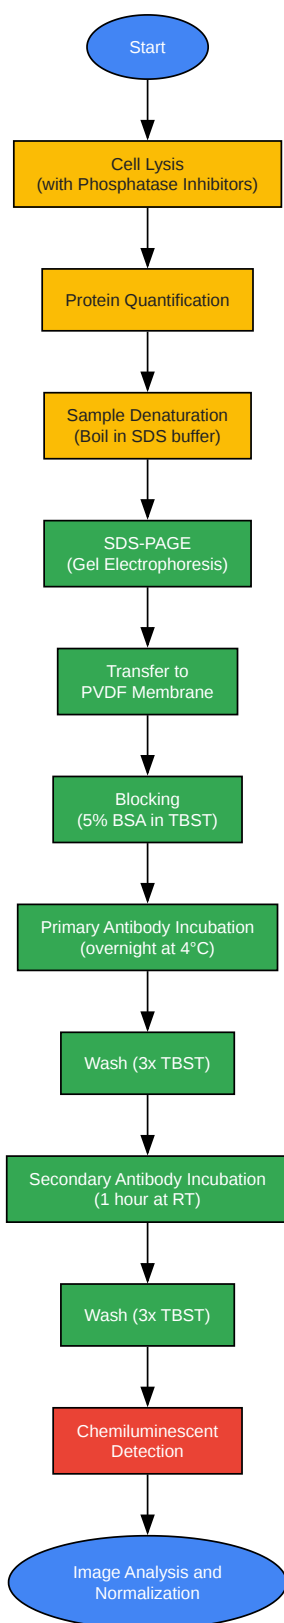 Start
Cell Lysis
(with Phosphatase Inhibitors)
Protein Quantification
Sample Denaturation
(Boil in SDS buffer)
SDS-PAGE
(Gel Electrophoresis)
Transfer to
PVDF Membrane
Blocking
(5% BSA in TBST)
Primary Antibody Incubation
(overnight at 4°C)
Wash (3x TBST)
Secondary Antibody Incubation
(1 hour at RT)
Wash (3x TBST)
Chemiluminescent
Detection
Image Analysis and
Normalization